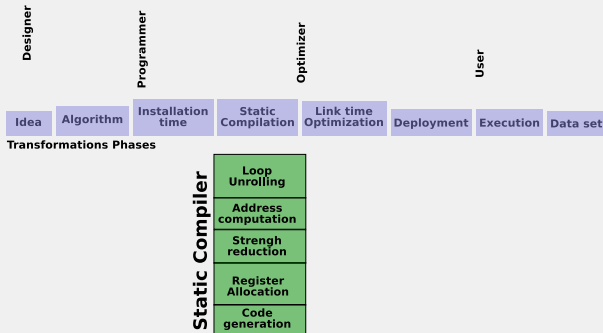 Designer
Programmer
Optimizer
User
Idea
Algorithm
Installation
time
Static
Compilation
Link time
Optimization
Deployment
Execution
Data set
Transformations Phases
Static Compiler
Loop
Unrolling
Address
computation
Strengh
reduction
Register
Allocation
Code
generation